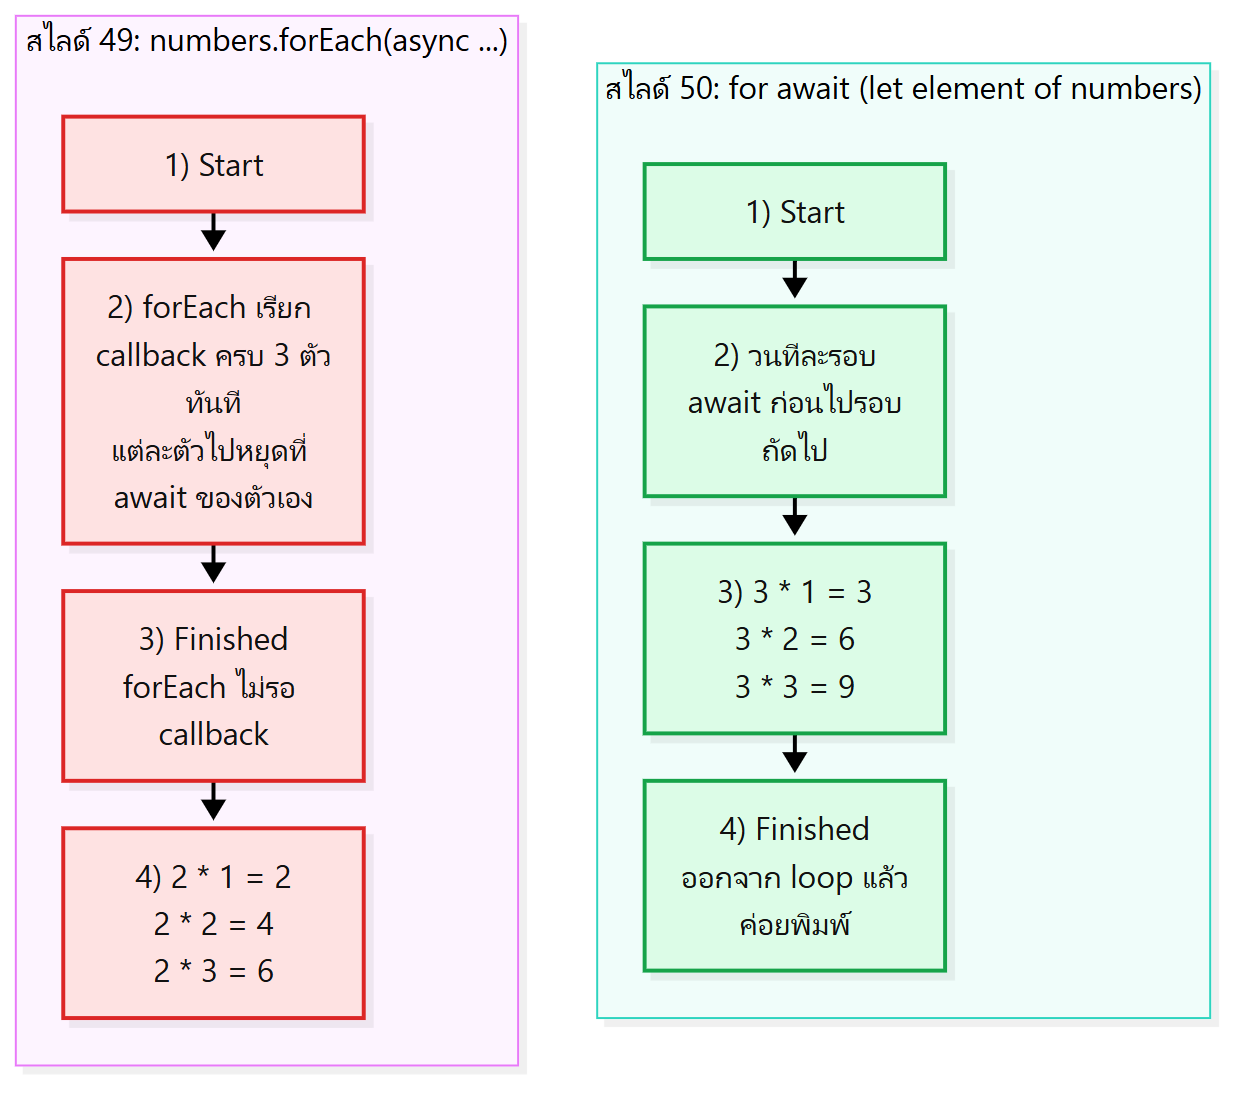 สไลด์ 49: numbers.forEach(async ...)
1) Start
2) forEach เรียก
callback ครบ 3 ตัว
ทันที
แต่ละตัวไปหยุดที่
await ของตัวเอง
3) Finished
forEach ไม่รอ
callback
4) 2 * 1 = 2
2 * 2 = 4
2 * 3 = 6
สไลด์ 50: for await (let element of numbers)
1) Start
2) วนทีละรอบ
await ก่อนไปรอบ
ถัดไป
3) 3 * 1 = 3
3 * 2 = 6
3 * 3 = 9
4) Finished
ออกจาก loop แล้ว
ค่อยพิมพ์